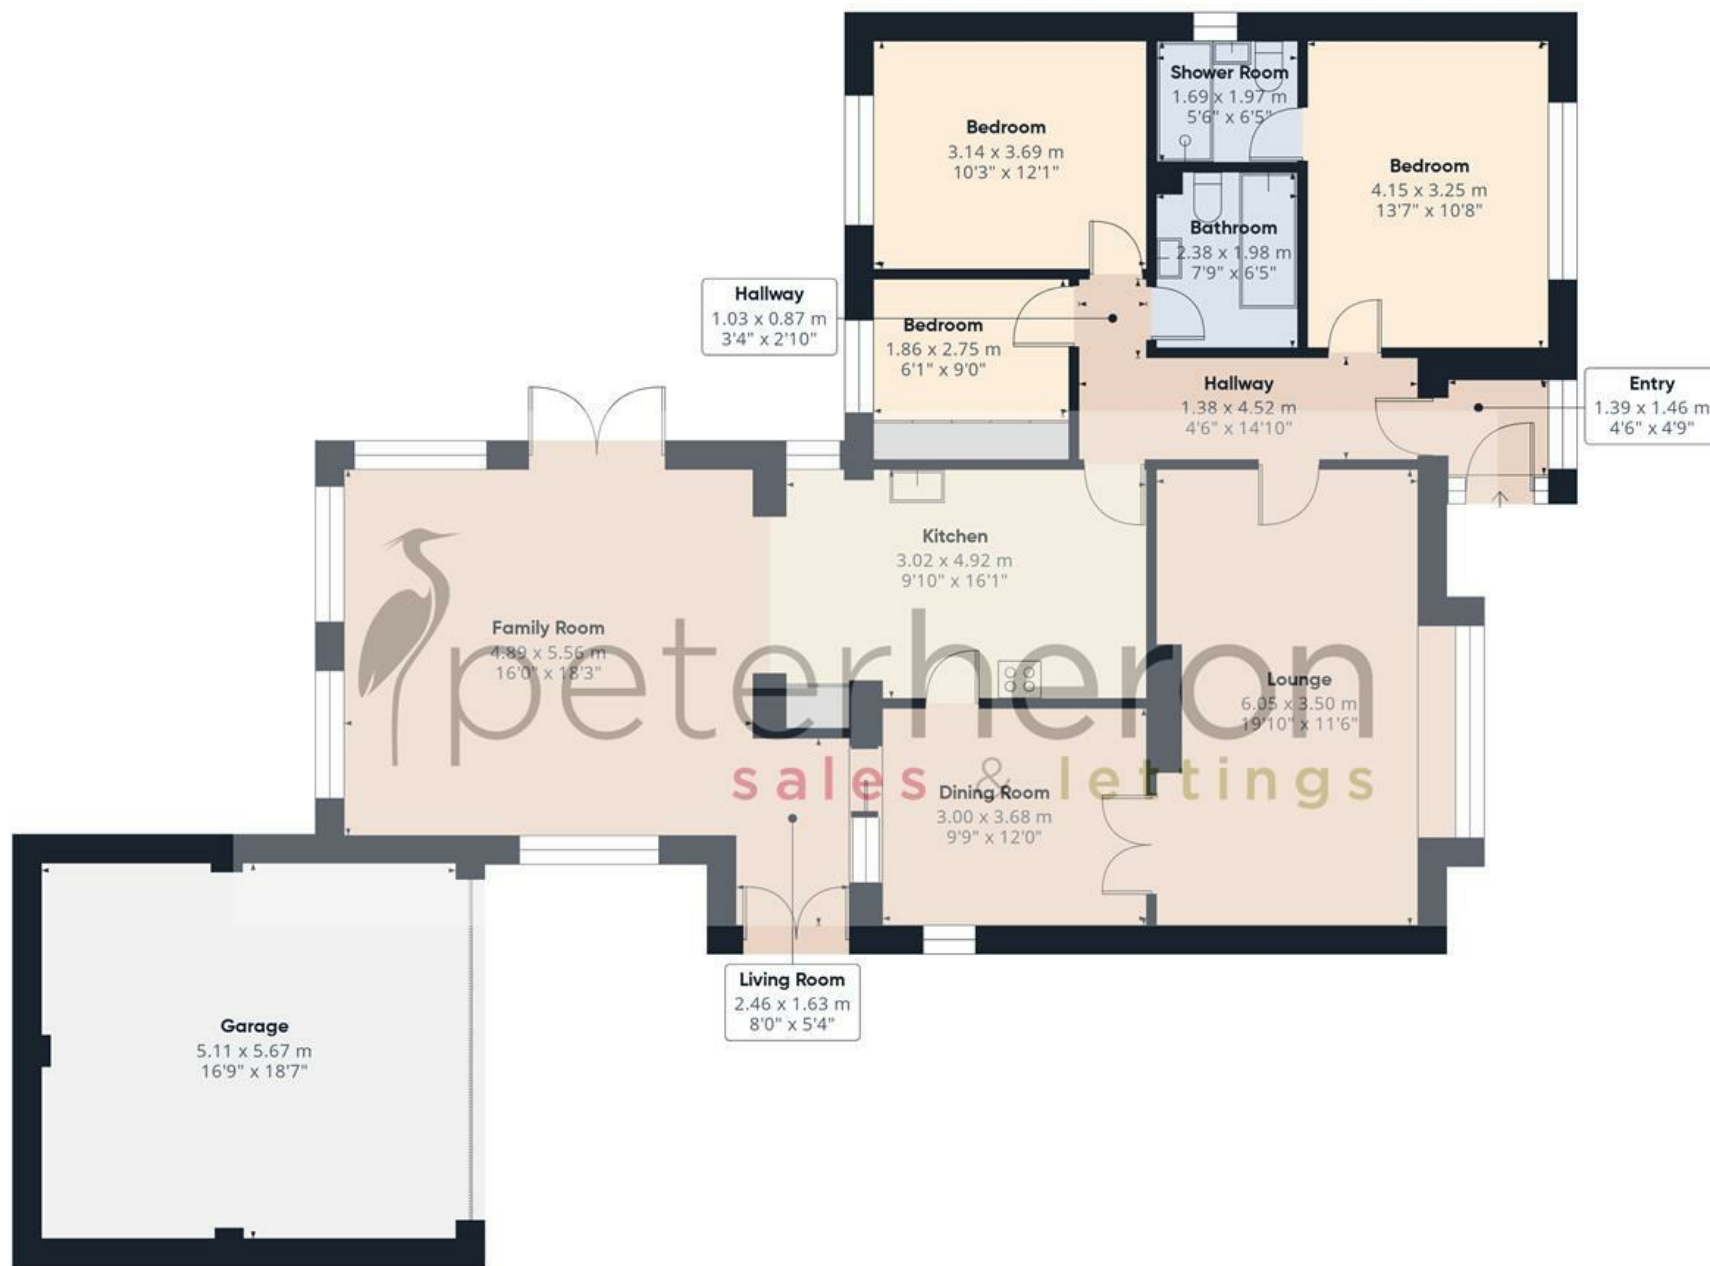 Shower Room
1.69 x 1.97 m
5'6" x 6'5"
Bedroom
3.14 x 3.69 m
10'3" x 12'1"
Bedroom
4.15 x 3.25 m
13'7" x 10'8"
Bathroom
2.38 x 1.98 m
7'9" x 6'5"
Hallway
1.03 x 0.87 m
3'4" x 2'10"
Bedroom
1.86 x 2.75 m
6'1" x 9'0"
Hallway
1.38 x 4.52 m
4'6" x 14'10"
Entry
1.39 x 1.46 m
4'6" x 4'9"
Kitchen
3.02 x 4.92 m
9'10" x 16'1"
Family Room
4.89 x 5.56 m
16'0" x 18'3"
peterheron
sales & lettings
Lounge
6.05 x 3.50 m
19'10" x 11'6"
Dining Room
3.00 x 3.68 m
9'9" x 12'0"
Living Room
2.46 x 1.63 m
8'0" x 5'4"
Garage
5.11 x 5.67 m
16'9" x 18'7"